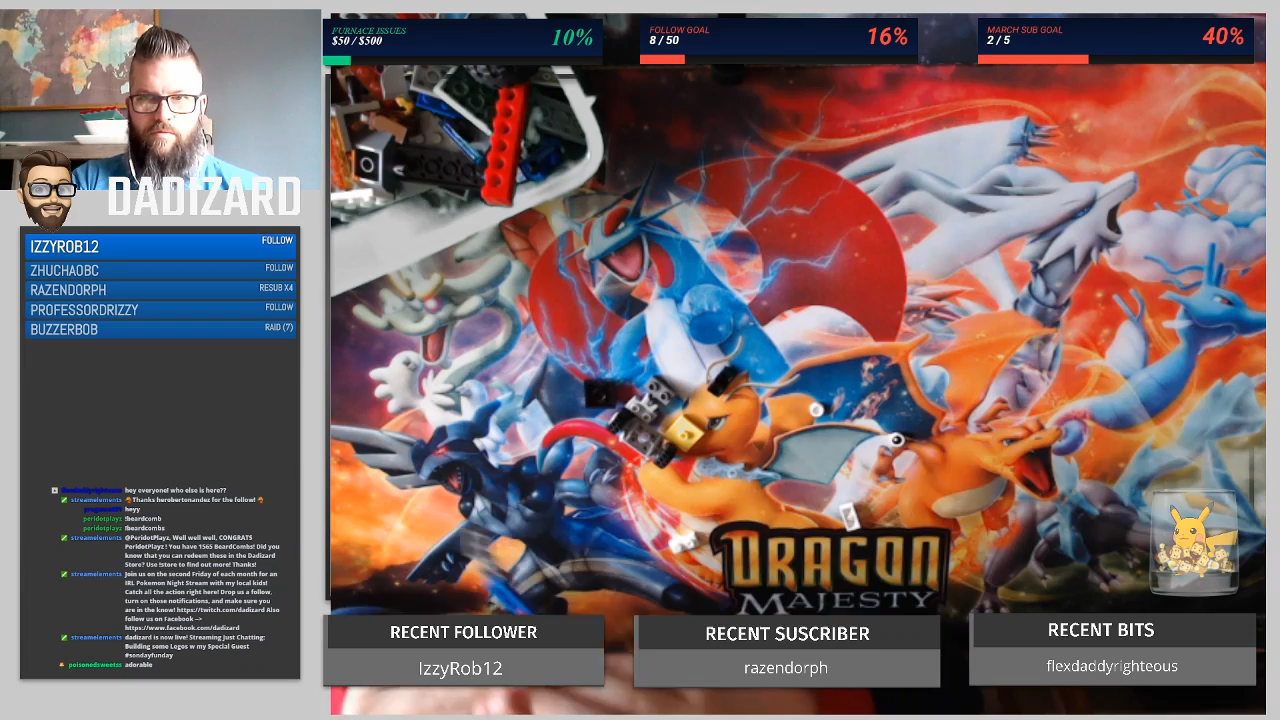 FURNACE ISSUES
$50 / $500
10%
FOLLOW GOAL
8 / 50
16%
MARCH SUB GOAL
2 / 5
40%
DADIZARD
IZZYROB12 FOLLOW
ZHUCHAOBC FOLLOW
RAZENDORPH RESUB X4
PROFESSORDRIZZY FOLLOW
BUZZERBOB RAID (7)
hey everyone! who else is here??
streamelements Thanks herobertonandez for the follow!
heyy
peridotplayz !beardcomb
peridotplayz !beardcombs
streamelements @PeridotPlayz, Well well well, CONGRATS
PeridotPlayz! You have 1565 BeardCombs! Did you
know that you can redeem these in the Dadizard
Store? Use !store to find out more! Thanks!
streamelements Join us on the second Friday of each month for an
IRL Pokemon Night Stream with my local kids!
Catch all the action right here! Drop us a follow,
turn on those notifications, and make sure you
are in the know! https://twitch.com/dadizard Also
follow us on Facebook -->
https://www.facebook.com/dadizard
streamelements dadizard is now live! Streaming Just Chatting:
Building some Legos w my Special Guest
#sondayfunday
poisonedsweetss adorable
DRAGON
MAJESTY
RECENT FOLLOWER
IzzyRob12
RECENT SUSCRIBER
razendorph
RECENT BITS
flexdaddyrighteous